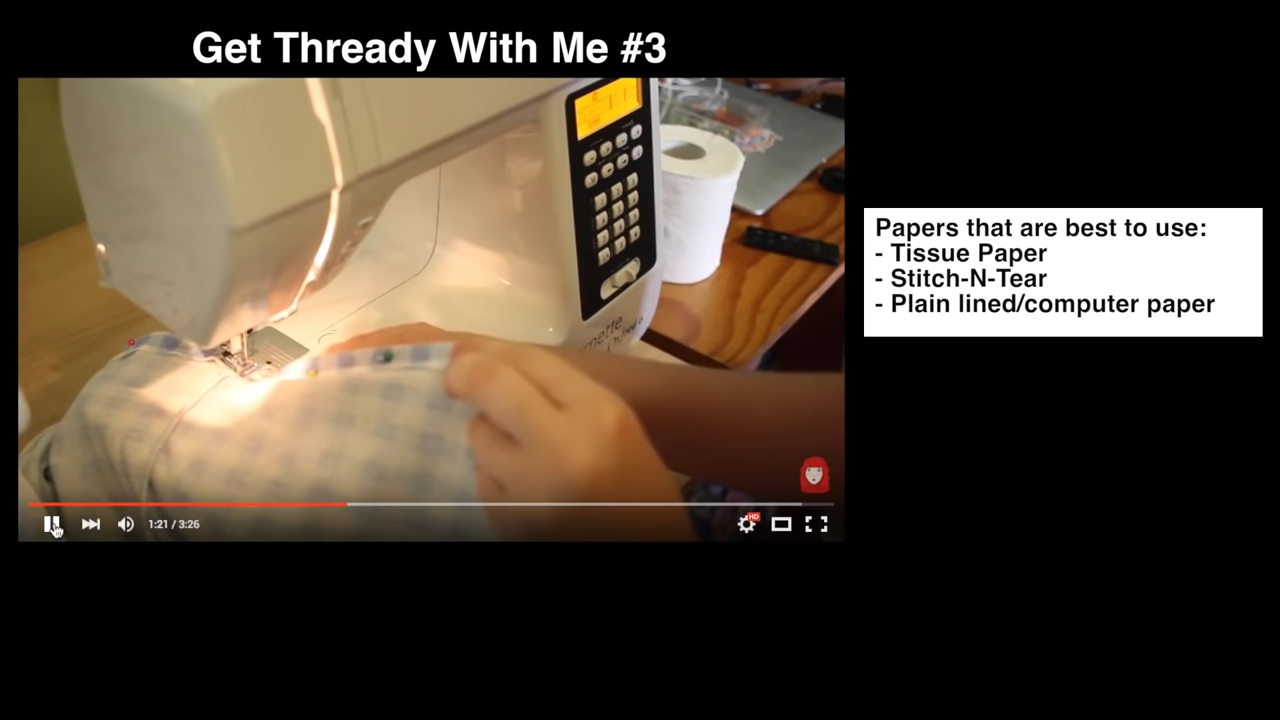 Get Thready With Me #3
Papers that are best to use:
- Tissue Paper
- Stitch-N-Tear
- Plain lined/computer paper
1:21 / 3:26
HD